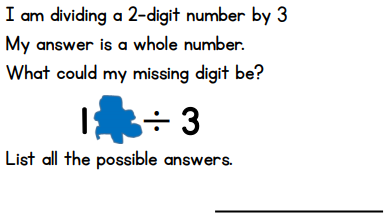 I am dividing a 2-digit number by 3
My answer is a whole number.
What could my missing digit be?
1 ÷ 3
List all the possible answers.